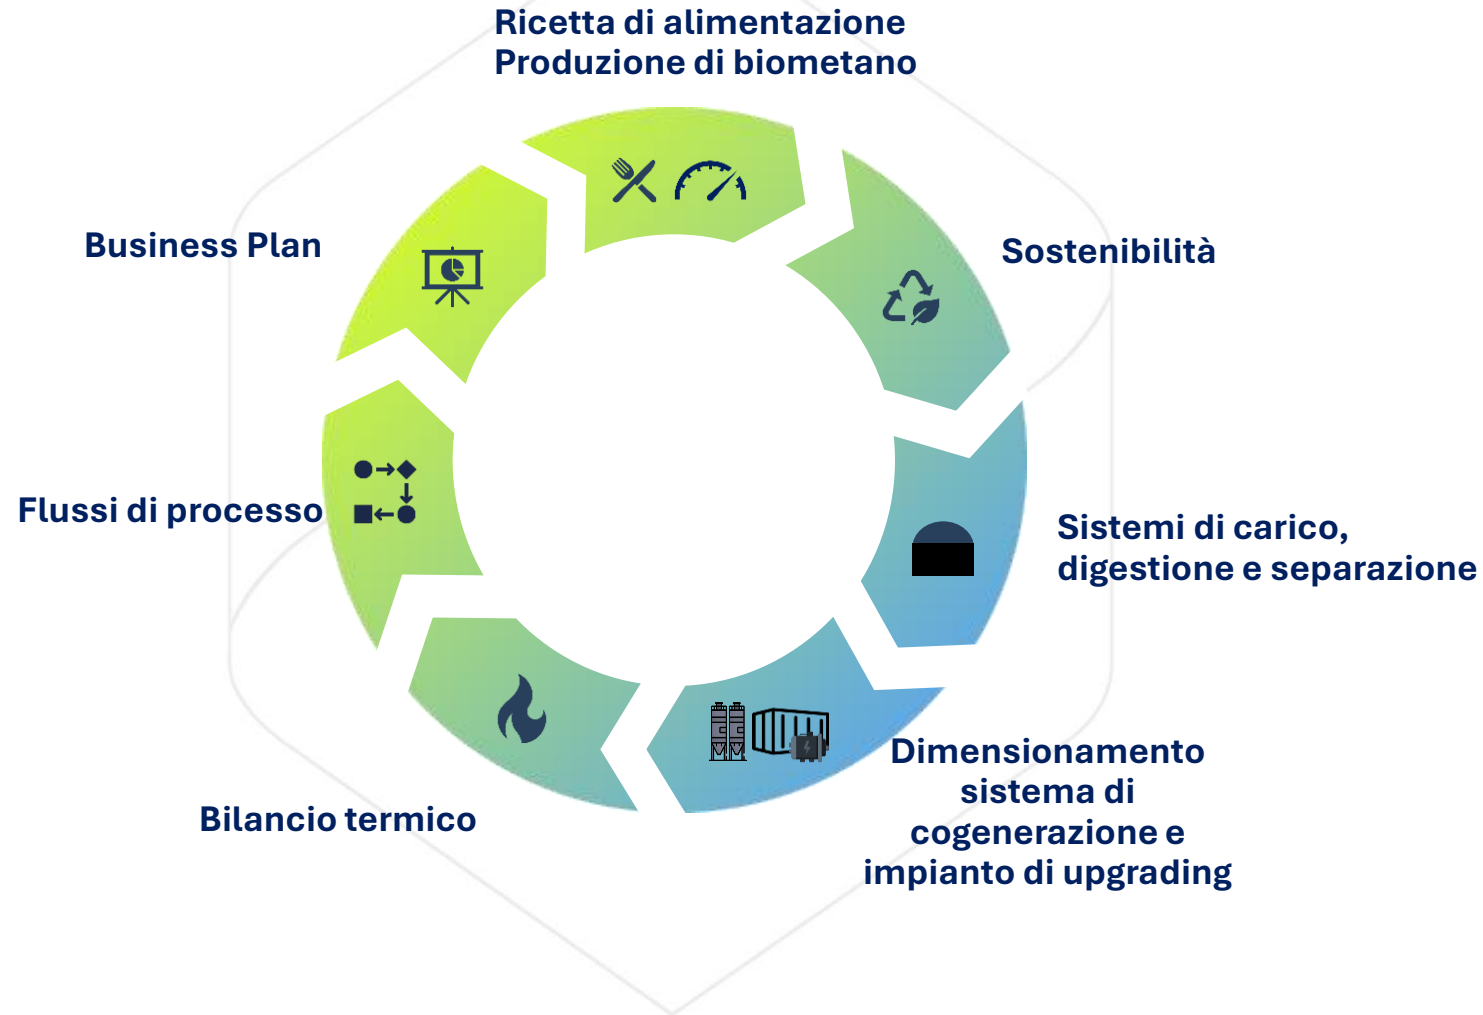 Ricetta di alimentazione
Produzione di biometano
Sostenibilità
Sistemi di carico,
digestione e separazione
Dimensionamento
sistema di
cogenerazione e
impianto di upgrading
Bilancio termico
Flussi di processo
Business Plan